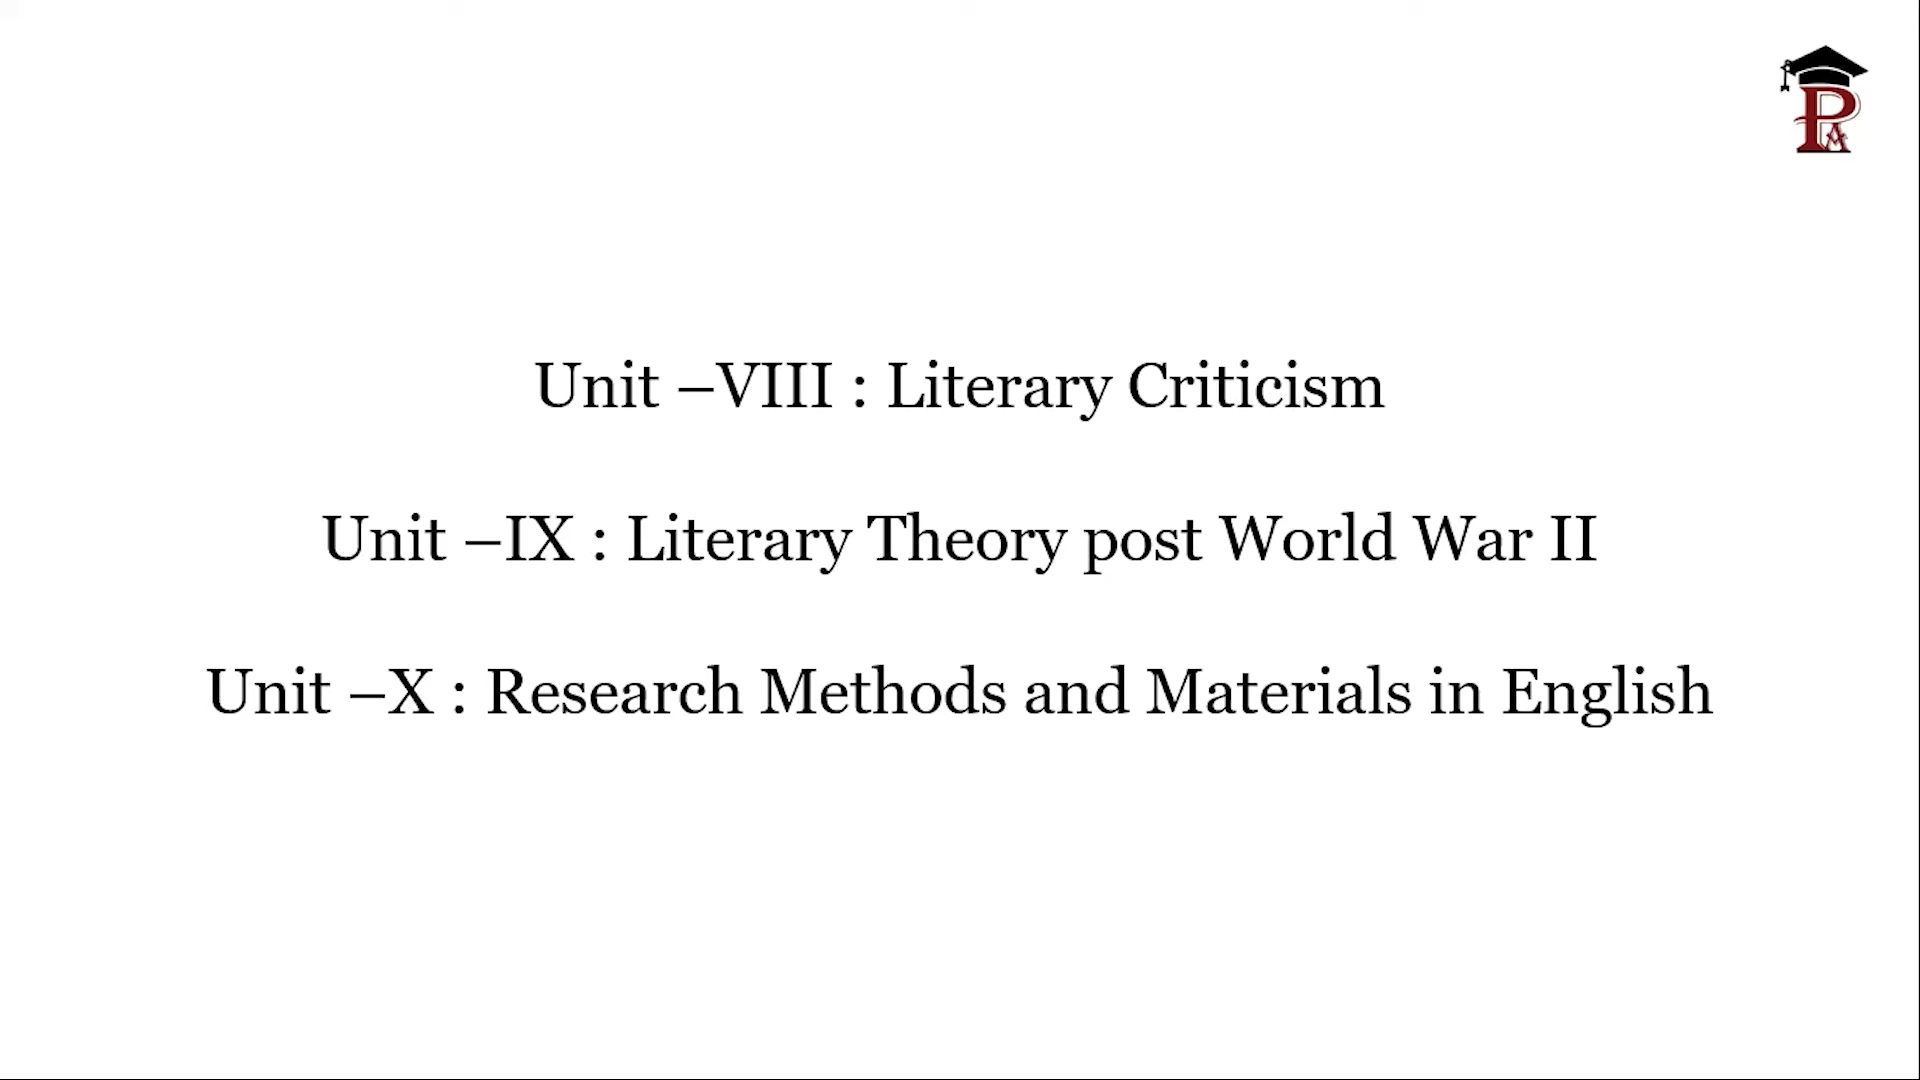 PA
Unit –VIII : Literary Criticism
Unit –IX : Literary Theory post World War II
Unit –X : Research Methods and Materials in English